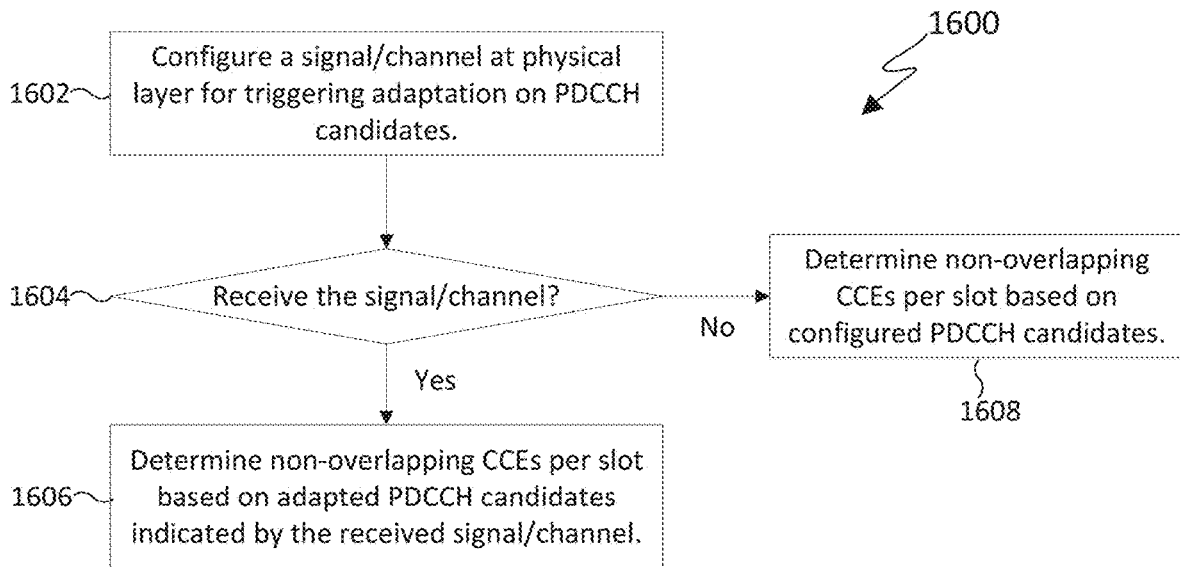 1600
1602
Configure a signal/channel at physical
layer for triggering adaptation on PDCCH
candidates.
1604
Receive the signal/channel?
No
Determine non-overlapping
CCEs per slot based on
configured PDCCH candidates.
1608
Yes
1606
Determine non-overlapping CCEs per slot
based on adapted PDCCH candidates
indicated by the received signal/channel.